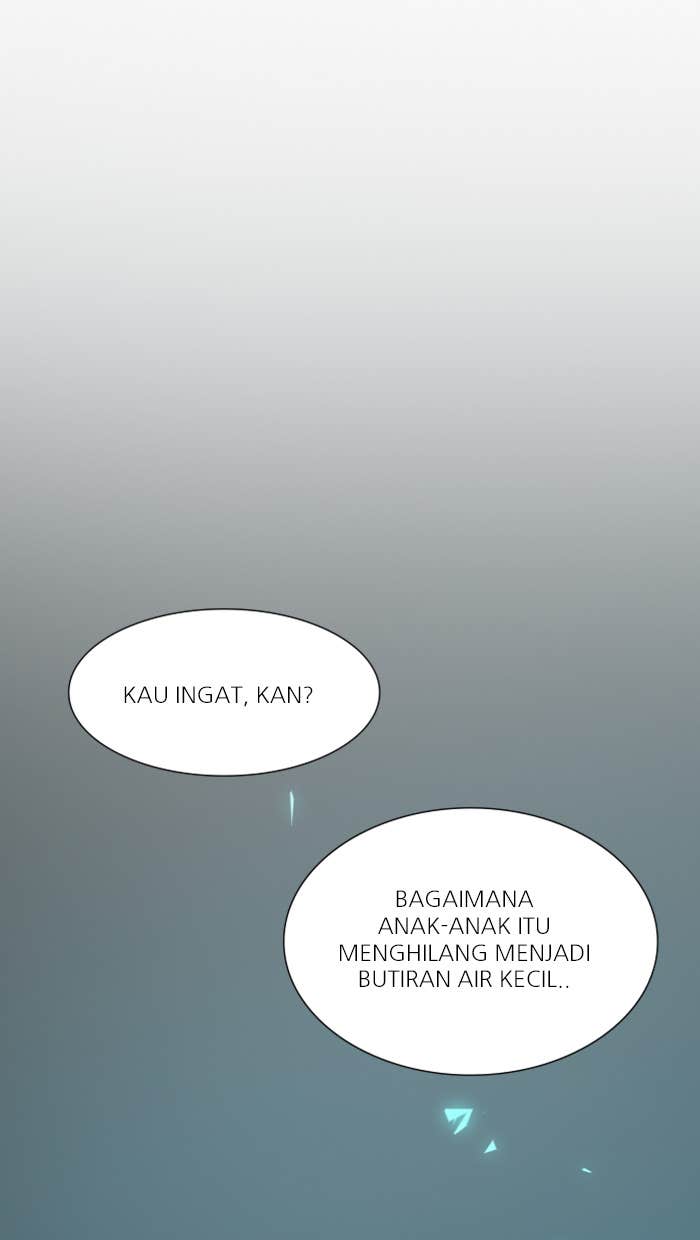 KAU INGAT, KAN?
BAGAIMANA
ANAK-ANAK ITU
MENGHILANG MENJADI
BUTIRAN AIR KECIL..